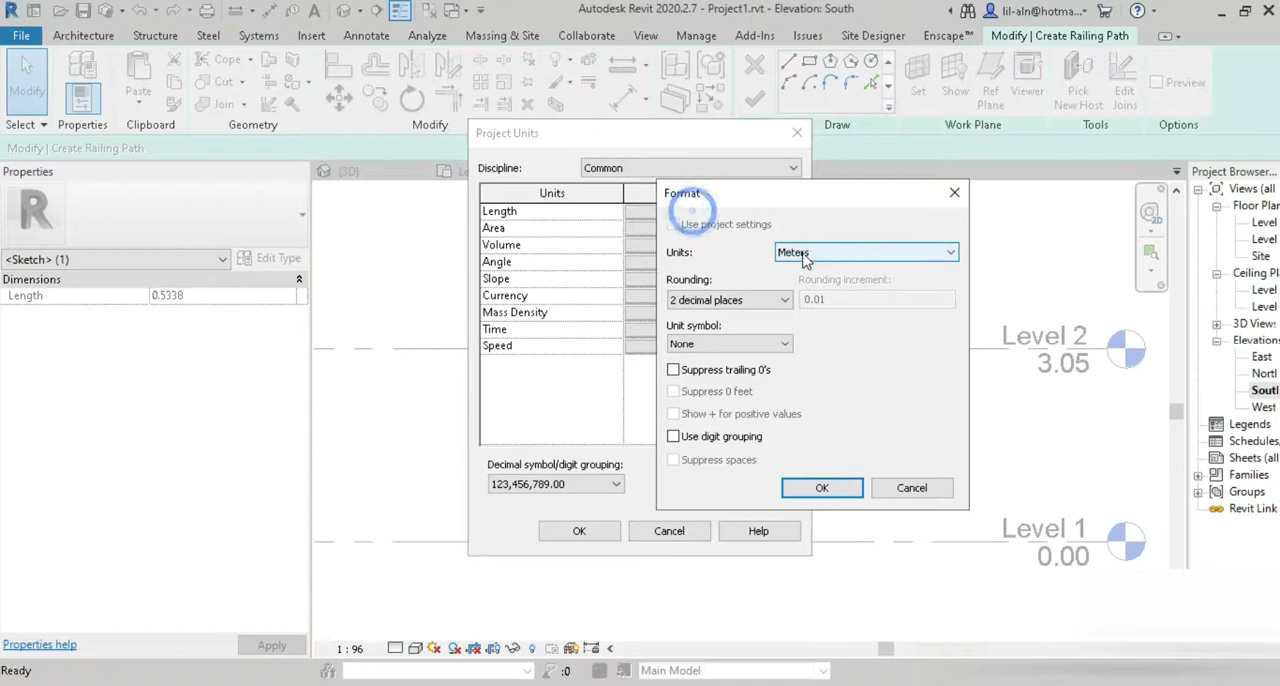 Autodesk Revit 2020.2.7 - Project1.rvt - Elevation: South
lil-aln@hotma...
File Architecture Structure Steel Systems Insert Annotate Analyze Massing & Site Collaborate View Manage Add-Ins Issues Site Designer Enscape™ Modify | Create Railing Path
Modify
Paste
Cope
Cut
Join
Set Show Ref Plane Viewer Pick New Host Edit Joins
Preview
Select Properties Clipboard Geometry Modify Draw Work Plane Tools Options
Modify | Create Railing Path
Properties
<Sketch> (1)
Edit Type
Dimensions
Length 0.5338
Properties help
Apply
{3D}
Project Units
Discipline: Common
Units
Length
Area
Volume
Angle
Slope
Currency
Mass Density
Time
Speed
Decimal symbol/digit grouping:
123,456,789.00
OK Cancel Help
Format
Use project settings
Units: Meters
Rounding: Rounding increment:
2 decimal places 0.01
Unit symbol:
None
Suppress trailing 0's
Suppress 0 feet
Show + for positive values
Use digit grouping
Suppress spaces
OK Cancel
2D
Level 2
3.05
Level 1
0.00
Project Browser...
Views (all
Floor Plan
Level
Level
Site
Ceiling Pl
Level
Level
3D View:
Elevations
East
North
South
West
Legends
Schedules,
Sheets (all
Families
Groups
Revit Link
1 : 96
Ready
:0
Main Model